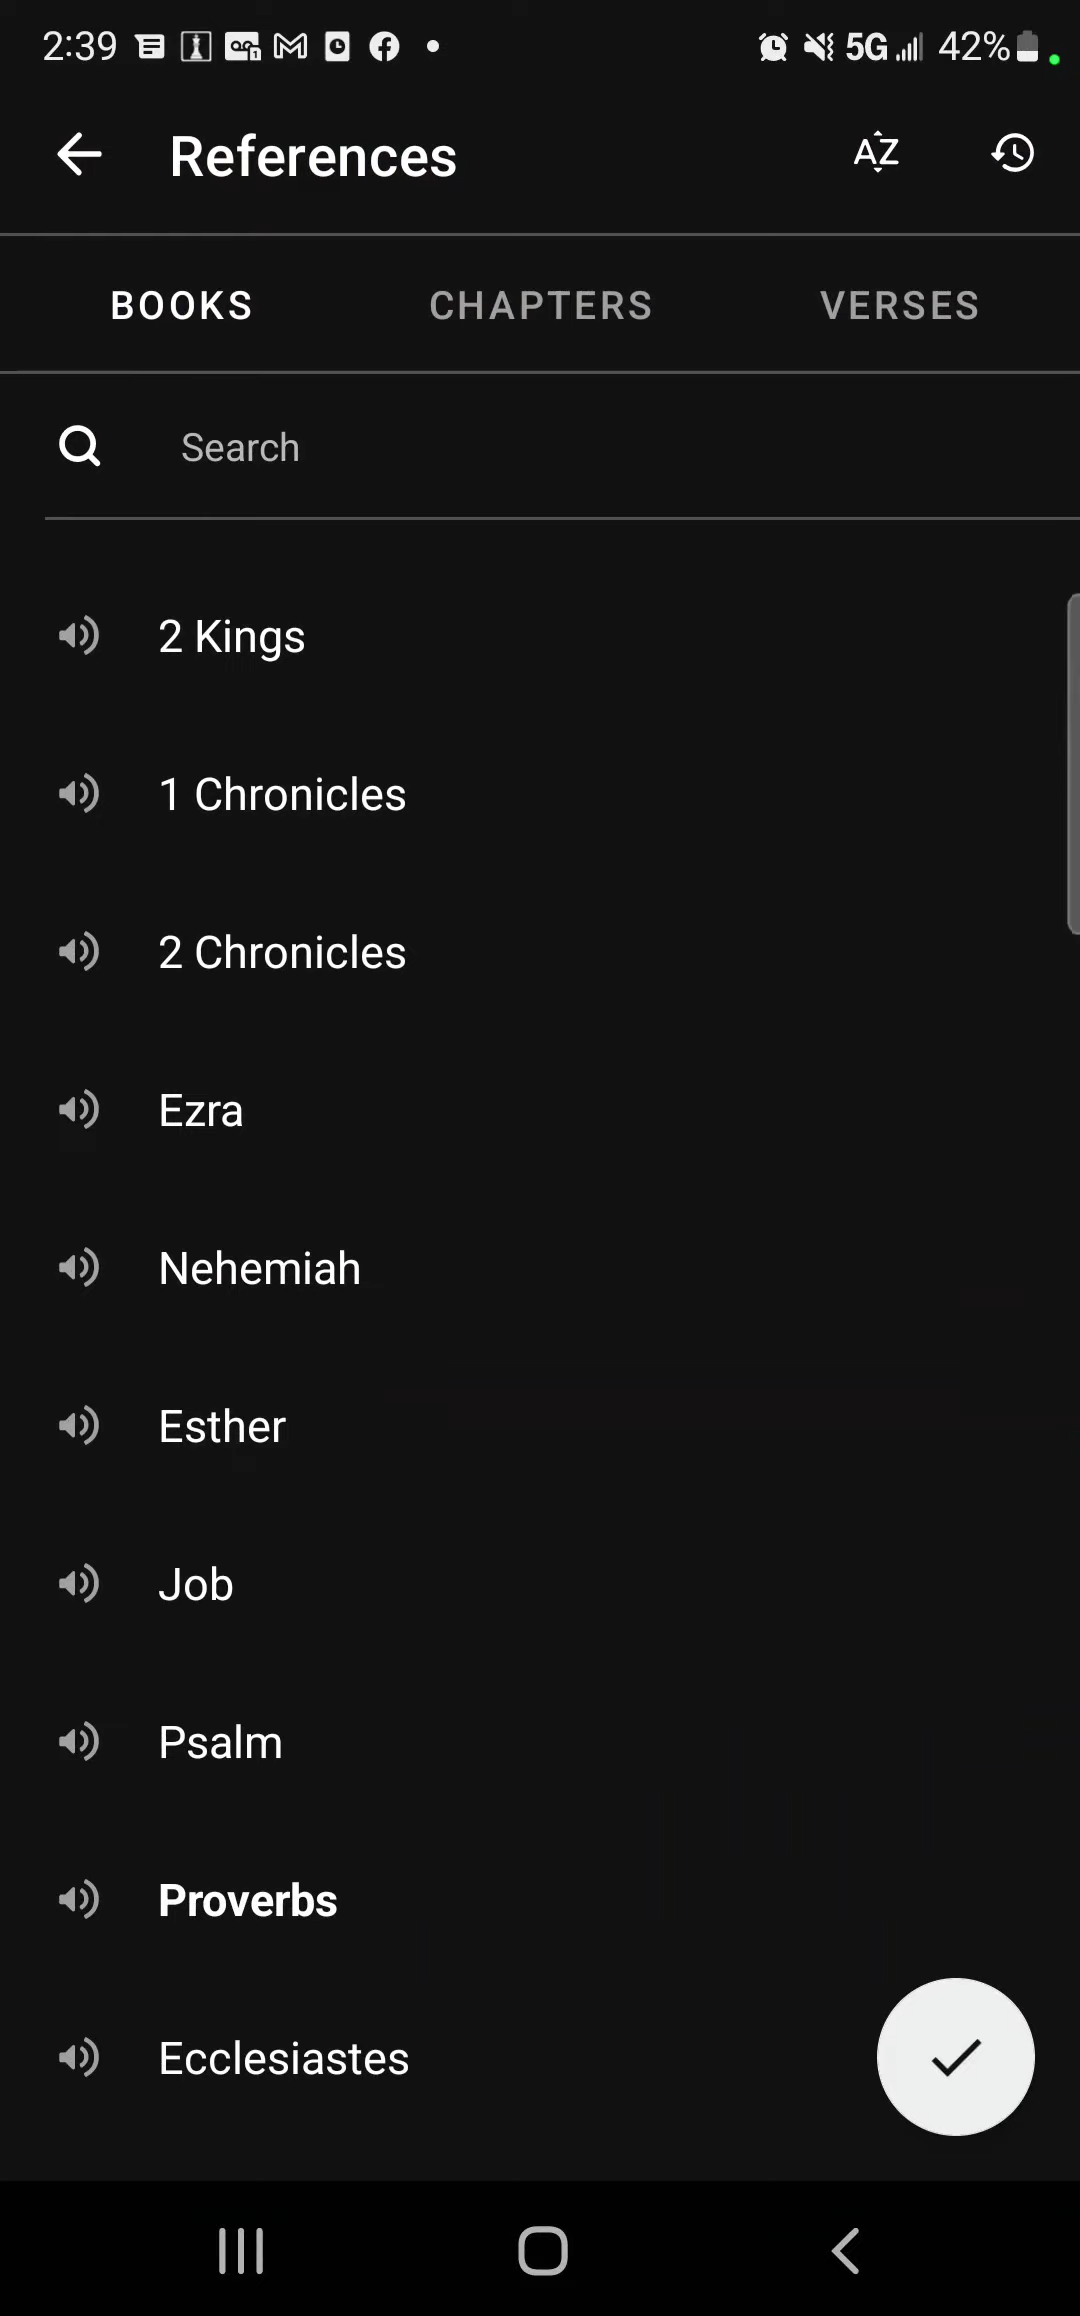 2:39 5G 42%
References AZ
BOOKS CHAPTERS VERSES
Search
2 Kings
1 Chronicles
2 Chronicles
Ezra
Nehemiah
Esther
Job
Psalm
Proverbs
Ecclesiastes